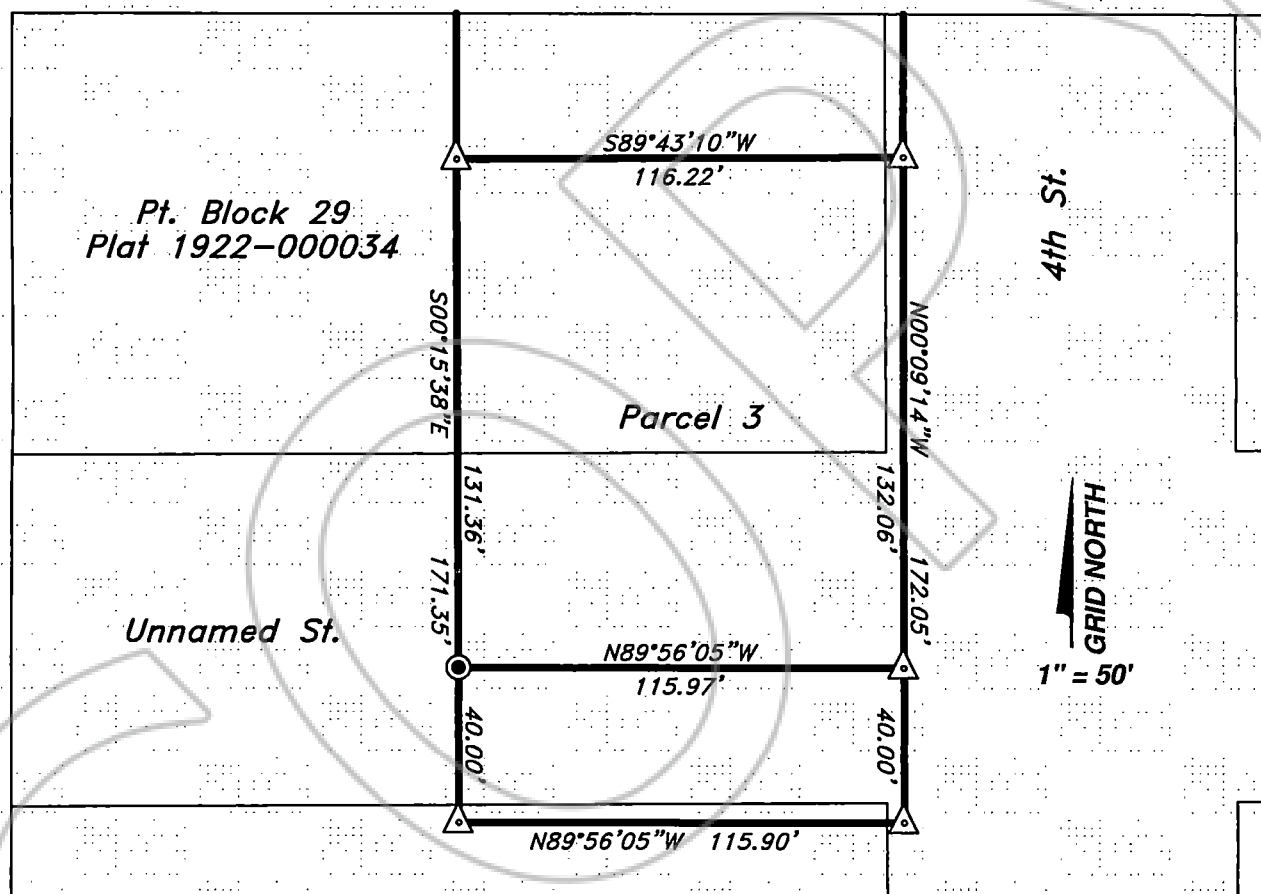 S89°43'10"W
116.22'
Pt. Block 29
Plat 1922-000034
4th St.
S00°15'38"E
N00°09'14"W
Parcel 3
131.36'
132.06'
171.35'
172.05'
GRID NORTH
1" = 50'
Unnamed St.
N89°56'05"W
115.97'
40.00'
40.00'
N89°56'05"W 115.90'